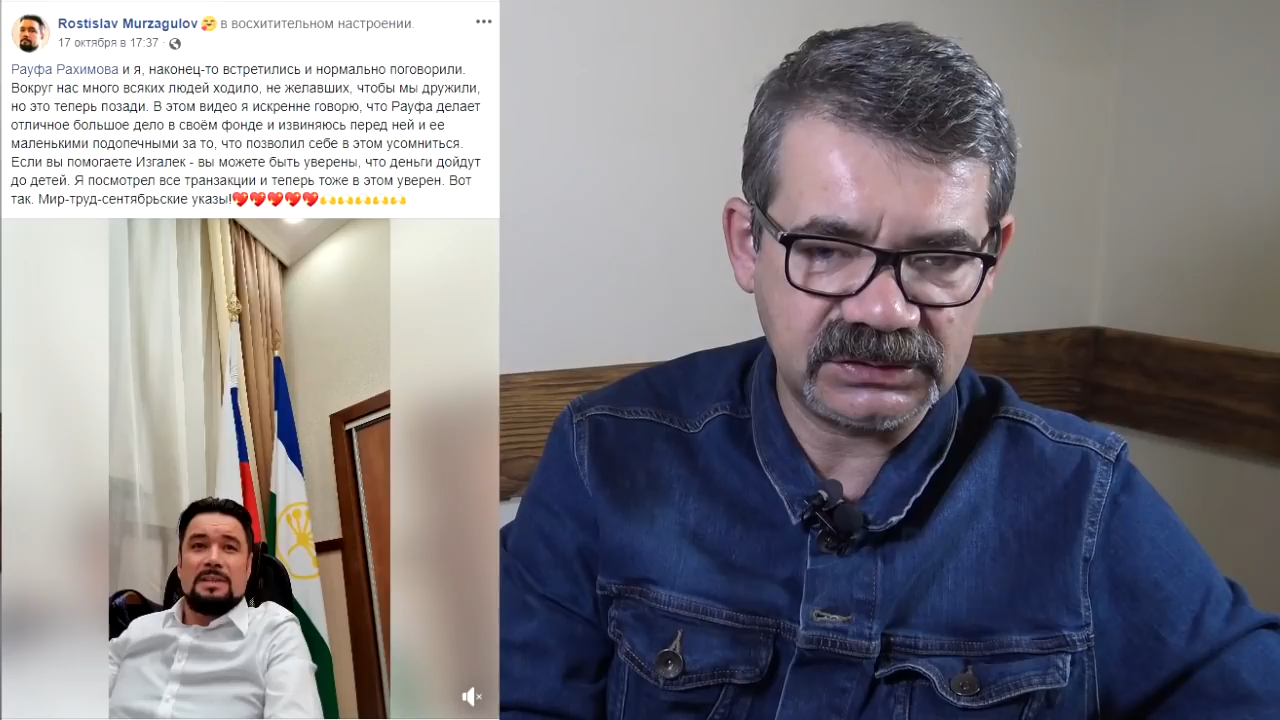 Rostislav Murzagulov 🥰 в восхитительном настроении.
17 октября в 17:37 ·
Рауфа Рахимова и я, наконец-то встретились и нормально поговорили.
Вокруг нас много всяких людей ходило, не желавших, чтобы мы дружили,
но это теперь позади. В этом видео я искренне говорю, что Рауфа делает
отличное большое дело в своём фонде и извиняюсь перед ней и ее
маленькими подопечными за то, что позволил себе в этом усомниться.
Если вы помогаете Изгалек - вы можете быть уверены, что деньги дойдут
до детей. Я посмотрел все транзакции и теперь тоже в этом уверен. Вот
так. Мир-труд-сентябрьские указы!💖💖💖💖💖